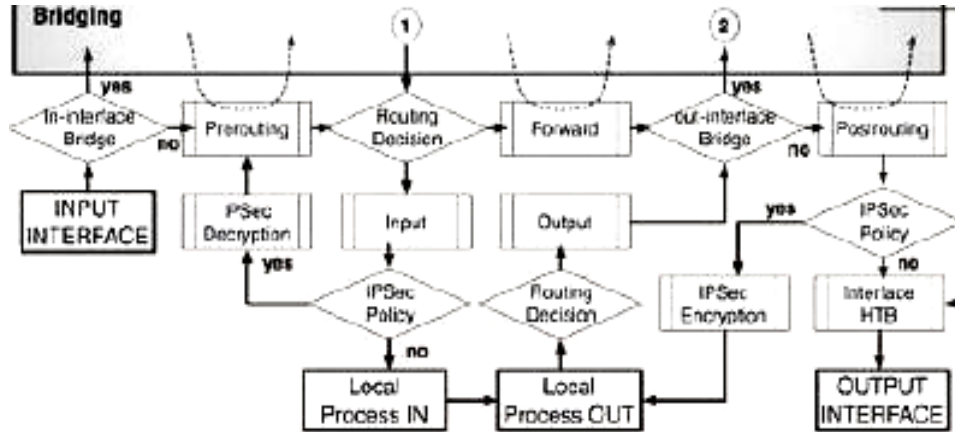 Bridging
1
2
yes
yes
In-interface
Bridge
no
Prerouting
Routing
Decision
Forward
out-interface
Bridge
no
Postrouting
INPUT
INTERFACE
IPSec
Decryption
Input
Output
yes
IPSec
Policy
yes
no
IPSec
Policy
Routing
Decision
IPSec
Encryption
Interface
HTB
no
Local
Process IN
Local
Process OUT
OUTPUT
INTERFACE